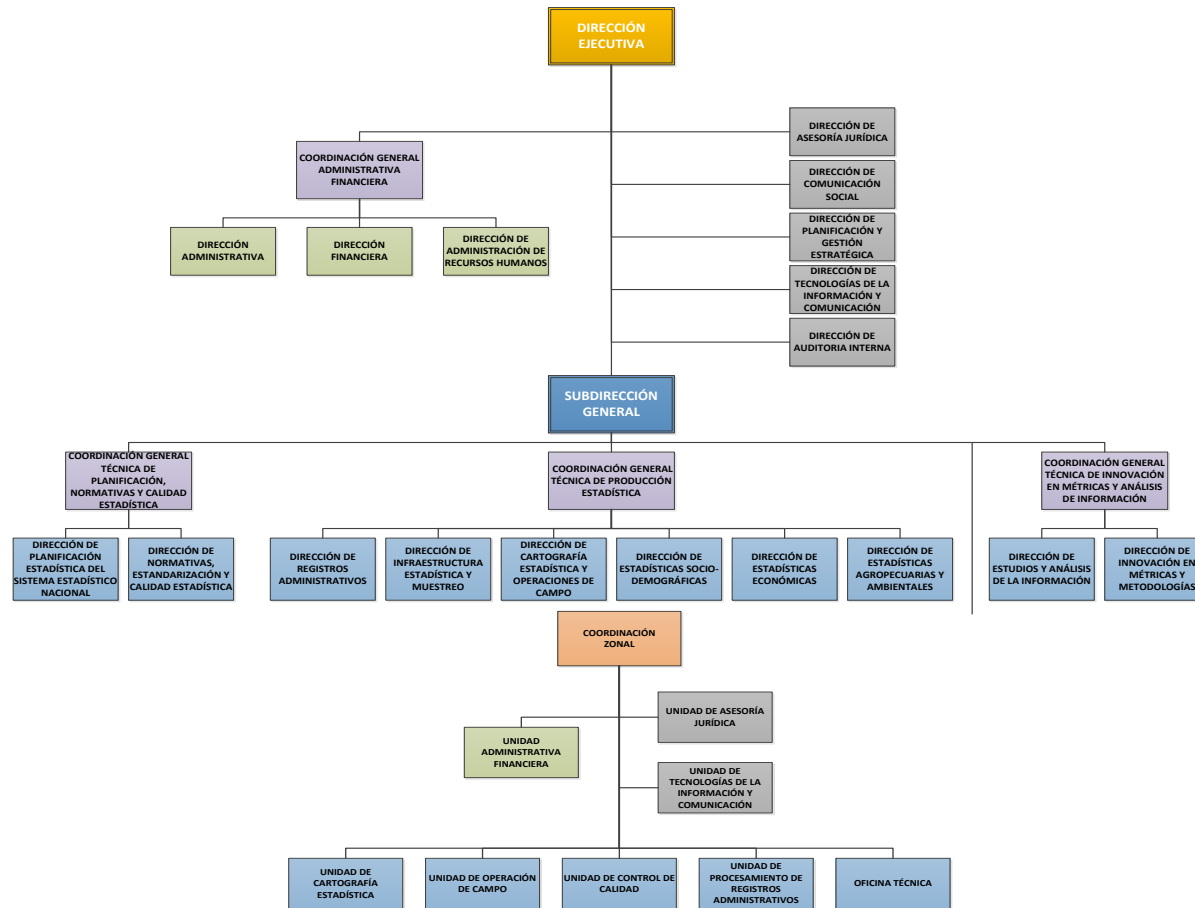 DIRECCIÓN
EJECUTIVA
DIRECCIÓN DE
ASESORÍA JURÍDICA
COORDINACIÓN GENERAL
ADMINISTRATIVA
FINANCIERA
DIRECCIÓN DE
COMUNICACIÓN
SOCIAL
DIRECCIÓN
ADMINISTRATIVA
DIRECCIÓN
FINANCIERA
DIRECCIÓN DE
ADMINISTRACIÓN DE
RECURSOS HUMANOS
DIRECCIÓN DE
PLANIFICACIÓN Y
GESTIÓN
ESTRATÉGICA
DIRECCIÓN DE
TECNOLOGÍAS DE LA
INFORMACIÓN Y
COMUNICACIÓN
DIRECCIÓN DE
AUDITORIA INTERNA
SUBDIRECCIÓN
GENERAL
COORDINACIÓN GENERAL
TÉCNICA DE
PLANIFICACIÓN,
NORMATIVAS Y CALIDAD
ESTADÍSTICA
COORDINACIÓN GENERAL
TÉCNICA DE PRODUCCIÓN
ESTADÍSTICA
COORDINACIÓN GENERAL
TÉCNICA DE INNOVACIÓN
EN MÉTRICAS Y ANÁLISIS
DE INFORMACIÓN
DIRECCIÓN DE
PLANIFICACIÓN
ESTADÍSTICA DEL
SISTEMA ESTADÍSTICO
NACIONAL
DIRECCIÓN DE
NORMATIVAS,
ESTANDARIZACIÓN Y
CALIDAD ESTADÍSTICA
DIRECCIÓN DE
REGISTROS
ADMINISTRATIVOS
DIRECCIÓN DE
INFRAESTRUCTURA
ESTADÍSTICA Y
MUESTREO
DIRECCIÓN DE
CARTOGRAFÍA
ESTADÍSTICA Y
OPERACIONES DE
CAMPO
DIRECCIÓN DE
ESTADÍSTICAS SOCIO-
DEMOGRÁFICAS
DIRECCIÓN DE
ESTADÍSTICAS
ECONÓMICAS
DIRECCIÓN DE
ESTADÍSTICAS
AGROPECUARIAS Y
AMBIENTALES
DIRECCIÓN DE
ESTUDIOS Y ANÁLISIS
DE LA INFORMACIÓN
DIRECCIÓN DE
INNOVACIÓN EN
MÉTRICAS Y
METODOLOGÍAS
COORDINACIÓN
ZONAL
UNIDAD DE ASESORÍA
JURÍDICA
UNIDAD
ADMINISTRATIVA
FINANCIERA
UNIDAD DE
TECNOLOGÍAS DE LA
INFORMACIÓN Y
COMUNICACIÓN
UNIDAD DE
CARTOGRAFÍA
ESTADÍSTICA
UNIDAD DE OPERACIÓN
DE CAMPO
UNIDAD DE CONTROL DE
CALIDAD
UNIDAD DE
PROCESAMIENTO DE
REGISTROS
ADMINISTRATIVOS
OFICINA TÉCNICA